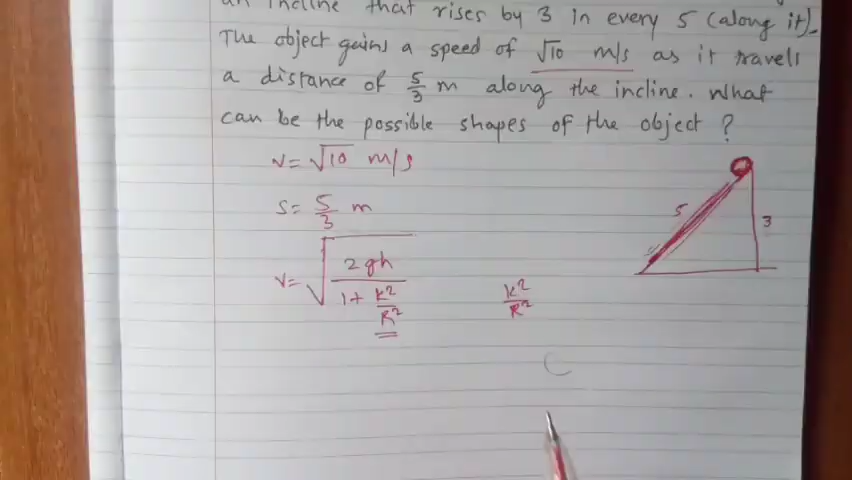 an incline that rises by 3 in every 5 (along it).
The object gains a speed of √10 m/s as it travels
a distance of 5/3 m along the incline. What
can be the possible shapes of the object ?
v = √10 m/s
s = 5/3 m
v = √(2gh / (1 + k²/R²))
k²/R²
5
3